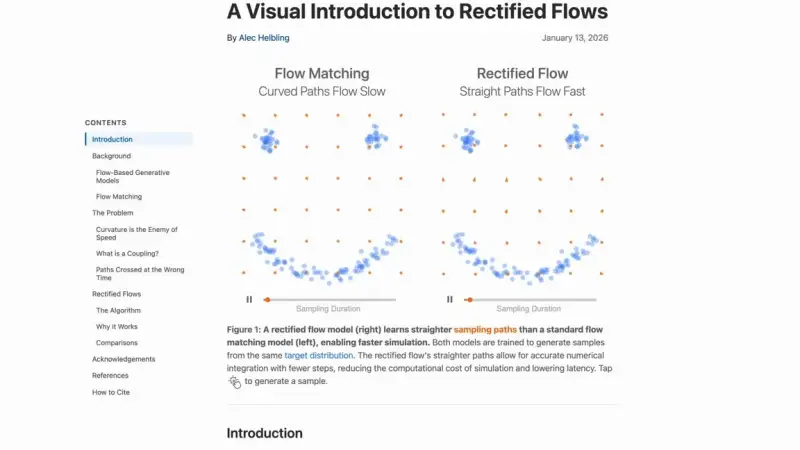 A Visual Introduction to Rectified Flows
By Alec Helbling
January 13, 2026
Flow Matching
Curved Paths Flow Slow
Rectified Flow
Straight Paths Flow Fast
CONTENTS
Introduction
Background
Flow-Based Generative
Models
Flow Matching
The Problem
Curvature is the Enemy of
Speed
What is a Coupling?
Paths Crossed at the Wrong
Time
Rectified Flows
The Algorithm
Why it Works
Comparisons
Acknowledgements
References
How to Cite
Sampling Duration
Sampling Duration
Figure 1: A rectified flow model (right) learns straighter sampling paths than a standard flow
matching model (left), enabling faster simulation. Both models are trained to generate samples
from the same target distribution. The rectified flow's straighter paths allow for accurate numerical
integration with fewer steps, reducing the computational cost of simulation and lowering latency. Tap
to generate a sample.
Introduction